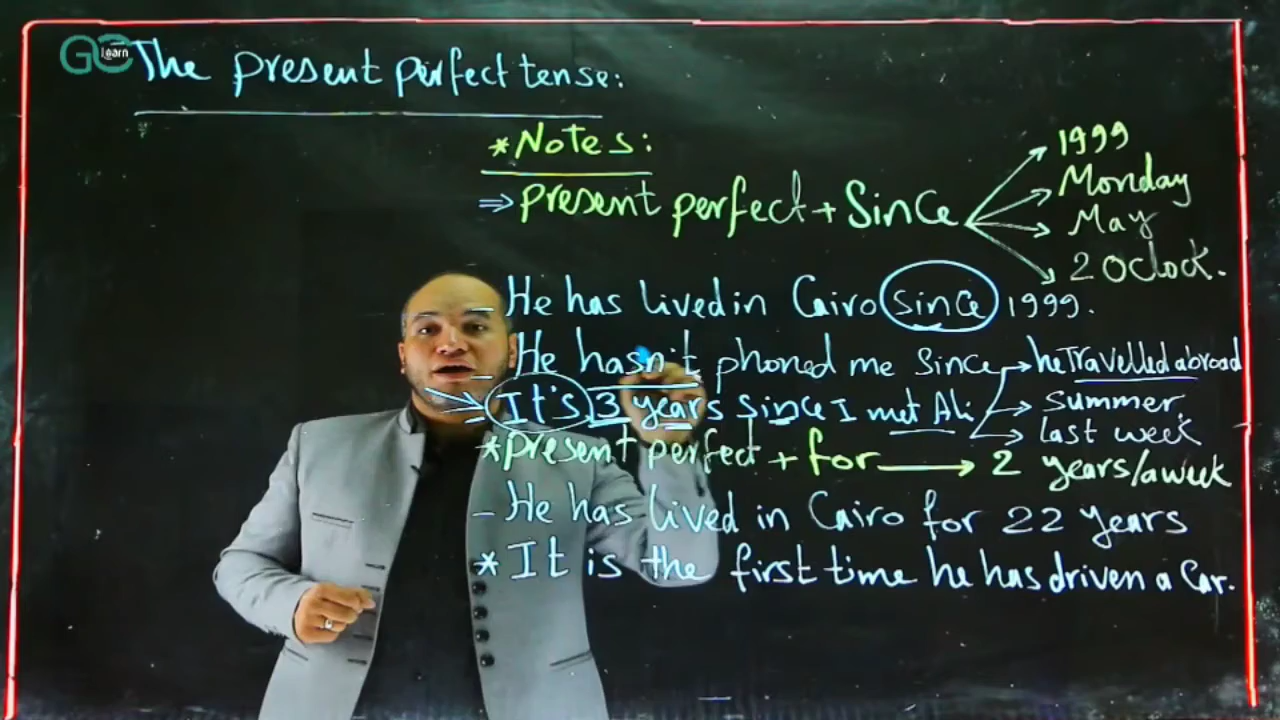 GO Learn
The present perfect tense:
*Notes:
⇒ present perfect + Since
1999
Monday
May
2 Oclock.
- He has lived in Cairo since 1999.
- He hasn't phoned me since → he travelled abroad
→ summer.
→ last week
It's 3 years since I met Ali
*present perfect + for → 2 years/a week
- He has lived in Cairo for 22 years
* It is the first time he has driven a car.